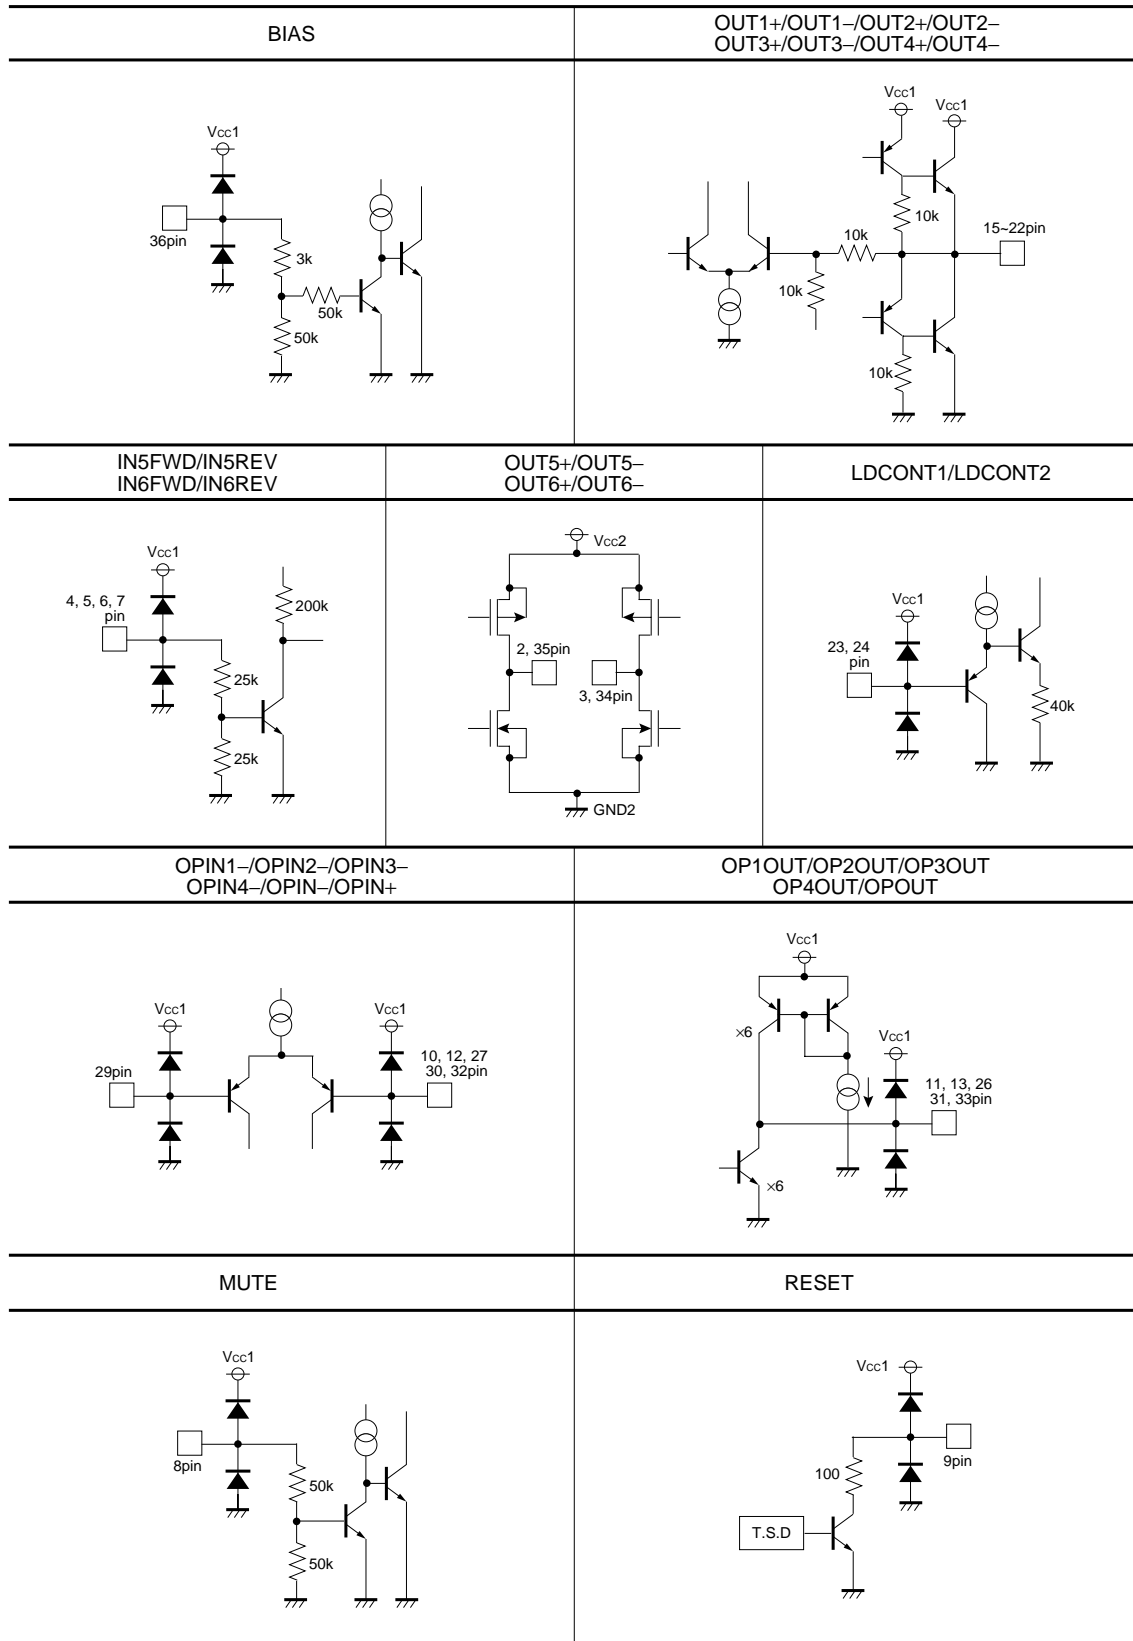 BIAS
OUT1+/OUT1–/OUT2+/OUT2–
OUT3+/OUT3–/OUT4+/OUT4–
Vcc1
36pin
3k
50k
50k
Vcc1
Vcc1
10k
10k
15~22pin
10k
10k
IN5FWD/IN5REV
IN6FWD/IN6REV
OUT5+/OUT5–
OUT6+/OUT6–
LDCONT1/LDCONT2
Vcc1
4, 5, 6, 7
pin
200k
25k
25k
Vcc2
2, 35pin
3, 34pin
GND2
Vcc1
23, 24
pin
40k
OPIN1–/OPIN2–/OPIN3–
OPIN4–/OPIN–/OPIN+
OP1OUT/OP2OUT/OP3OUT
OP4OUT/OPOUT
Vcc1
29pin
Vcc1
10, 12, 27
30, 32pin
Vcc1
×6
Vcc1
11, 13, 26
31, 33pin
×6
MUTE
RESET
Vcc1
8pin
50k
50k
Vcc1
9pin
100
T.S.D